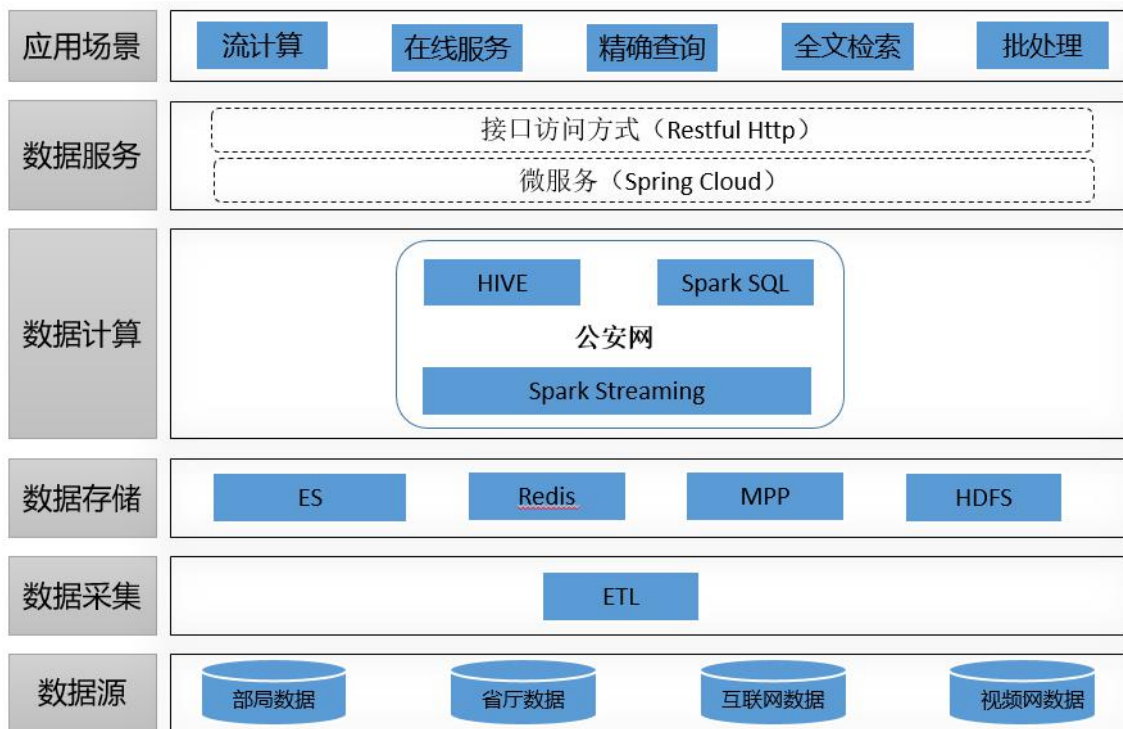 应用场景
流计算
在线服务
精确查询
全文检索
批处理
数据服务
接口访问方式（Restful Http）
微服务（Spring Cloud）
数据计算
HIVE
Spark SQL
公安网
Spark Streaming
数据存储
ES
Redis
MPP
HDFS
数据采集
ETL
数据源
部局数据
省厅数据
互联网数据
视频网数据